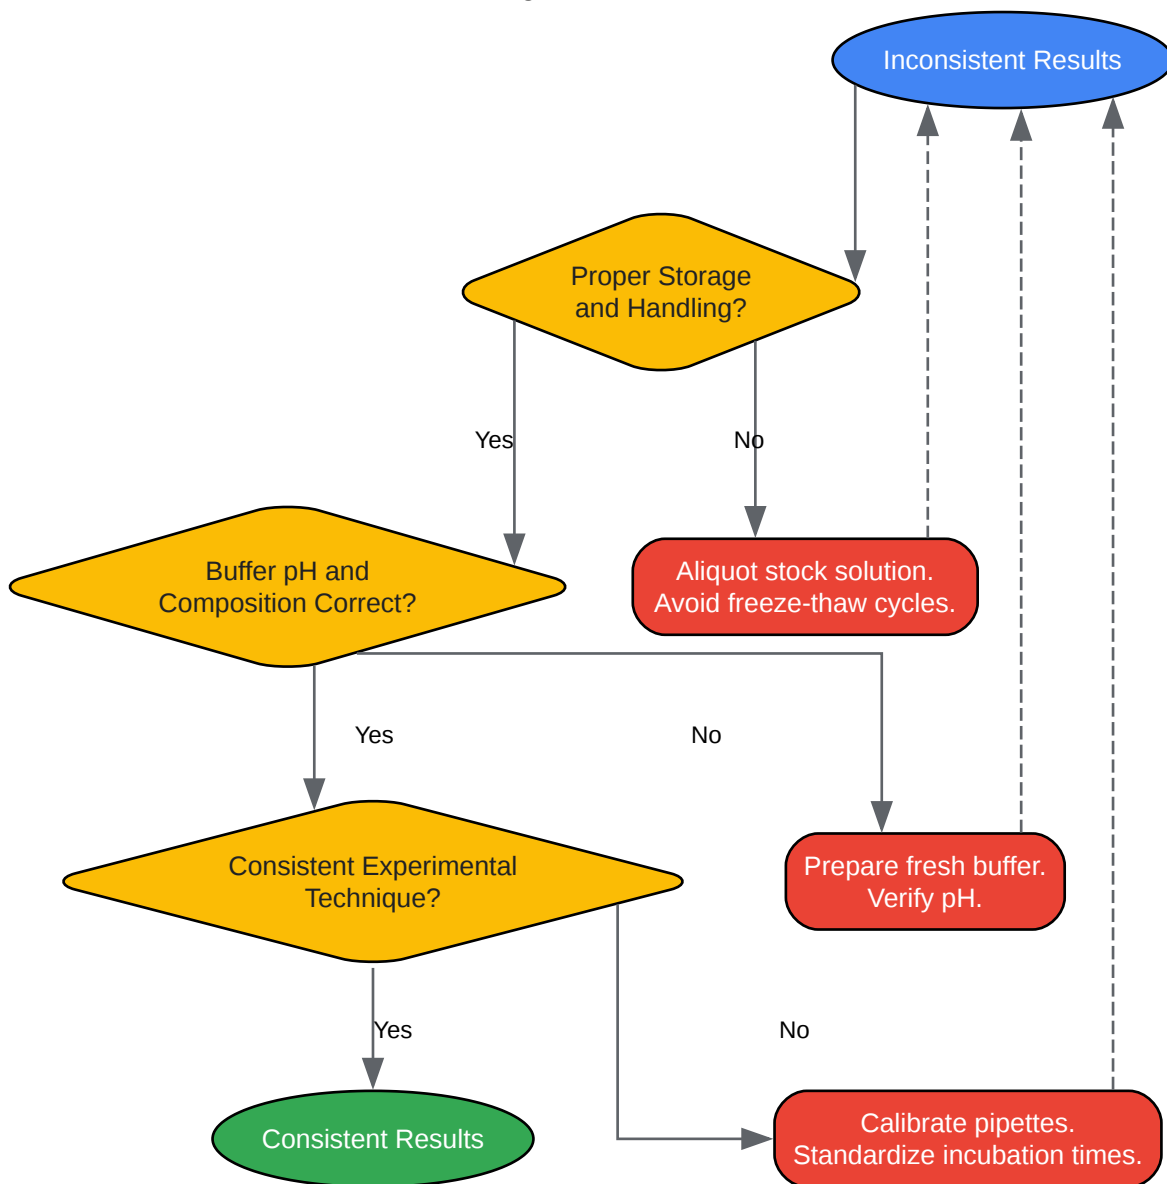 Inconsistent Results
Proper Storage
and Handling?
Yes
No
Buffer pH and
Composition Correct?
Aliquot stock solution.
Avoid freeze-thaw cycles.
Yes
No
Consistent Experimental
Technique?
Prepare fresh buffer.
Verify pH.
Yes
No
Consistent Results
Calibrate pipettes.
Standardize incubation times.